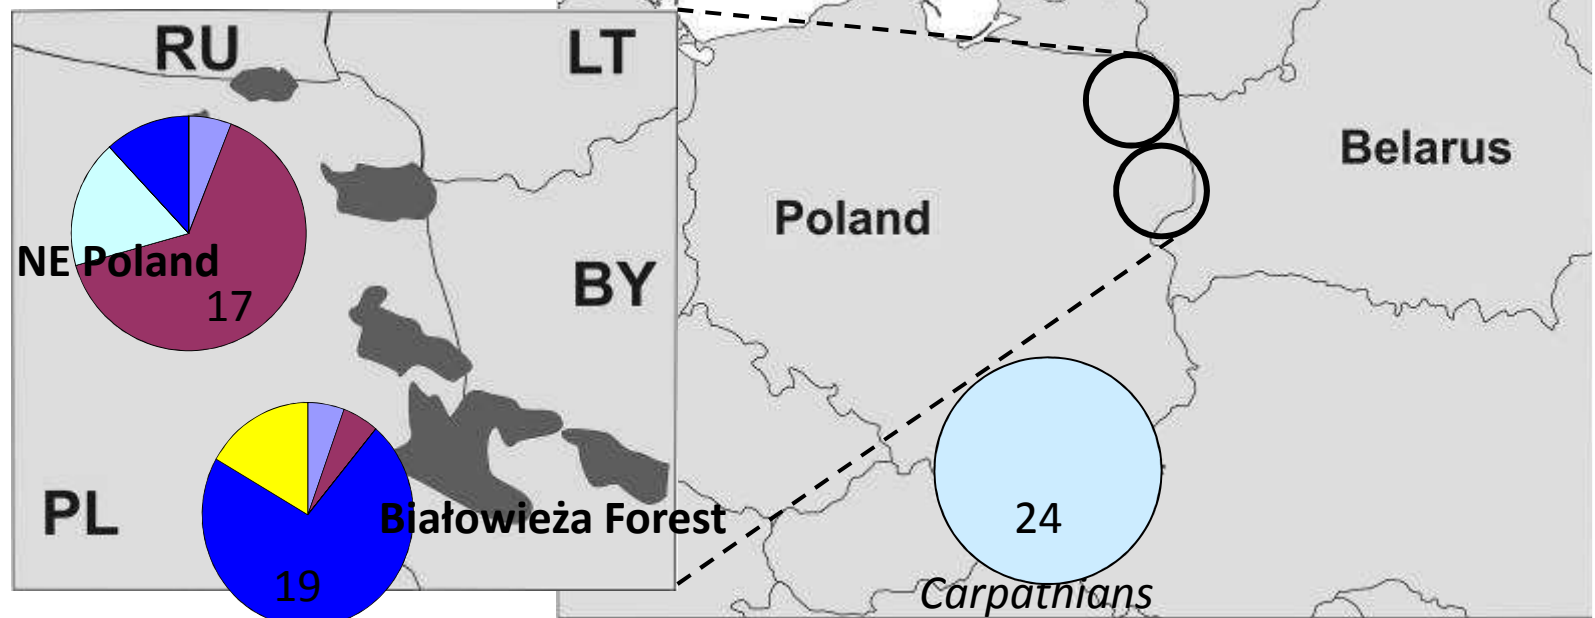 RU
LT
NE Poland
17
BY
PL
Białowieża Forest
19
Poland
Belarus
24
Carpathians